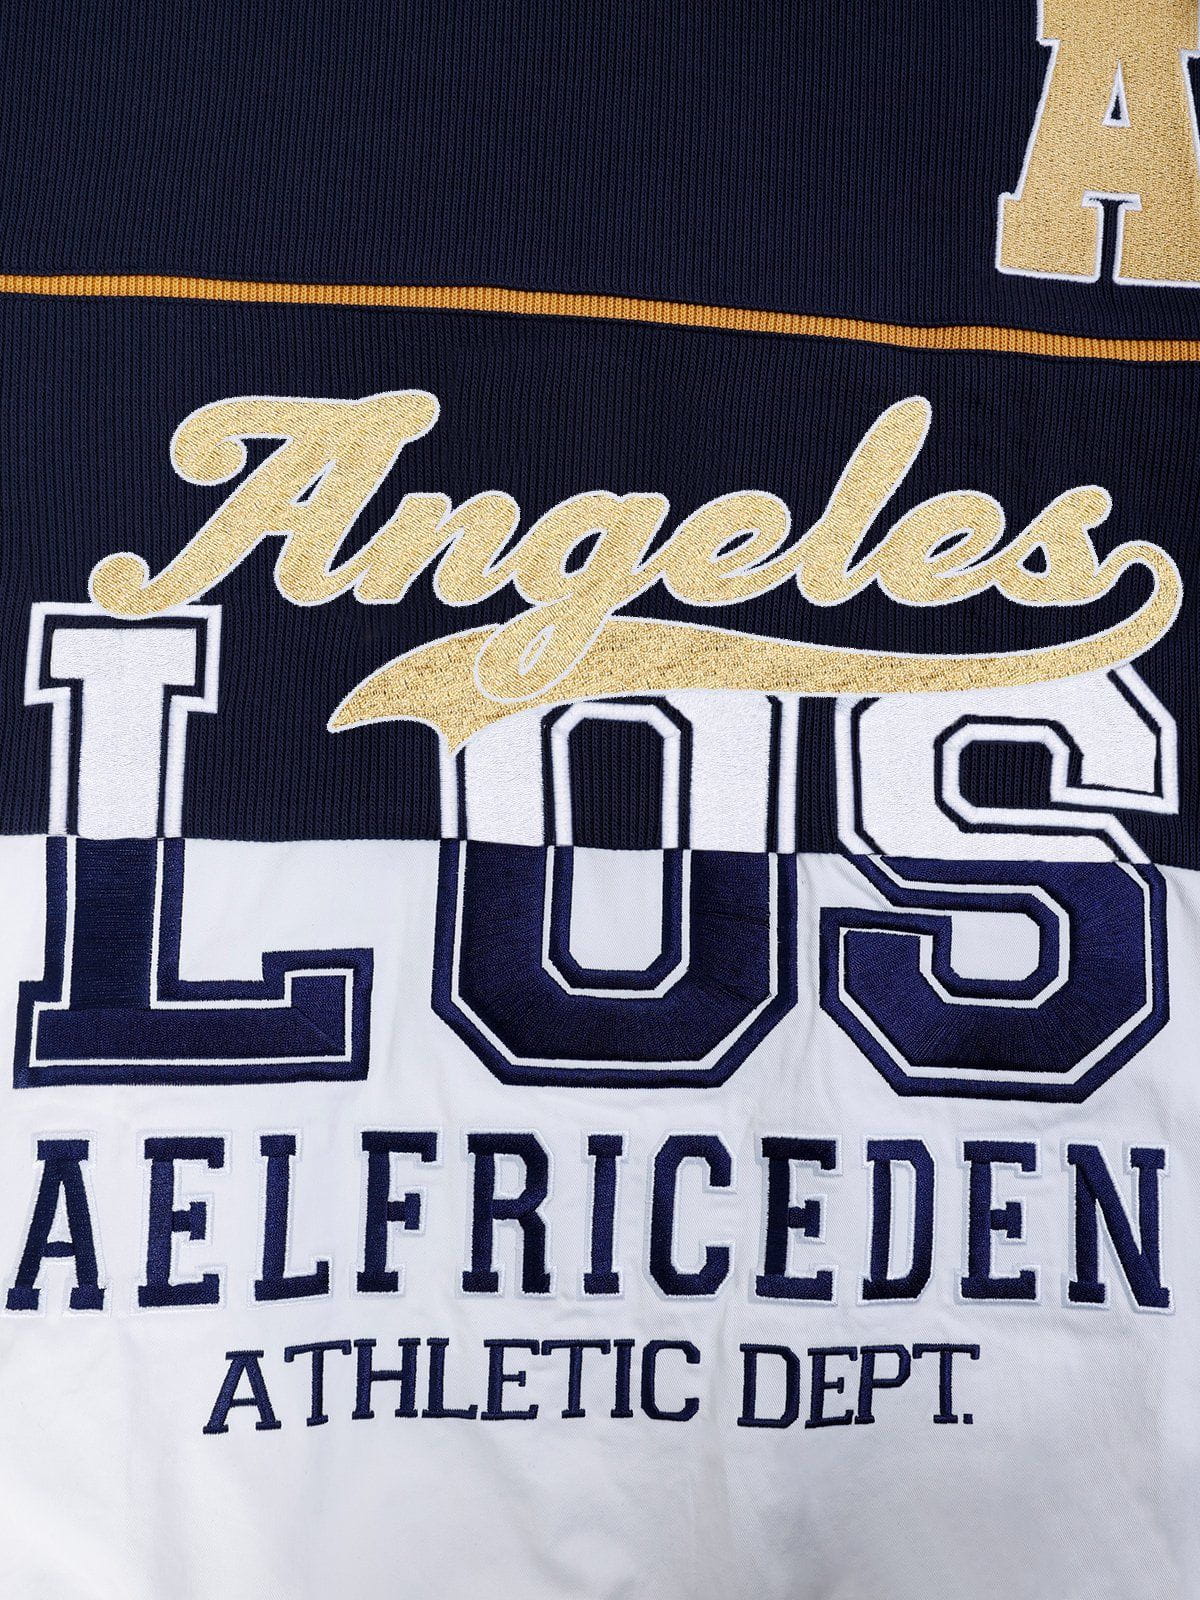 A
Angeles
LOS
AELFRICEDEN
ATHLETIC DEPT.